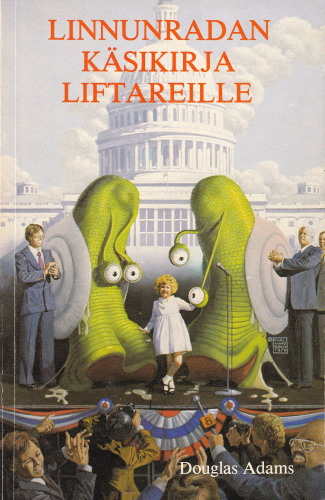 LINNUNRADAN
KÄSIKIRJA
LIFTAREILLE
Douglas Adams